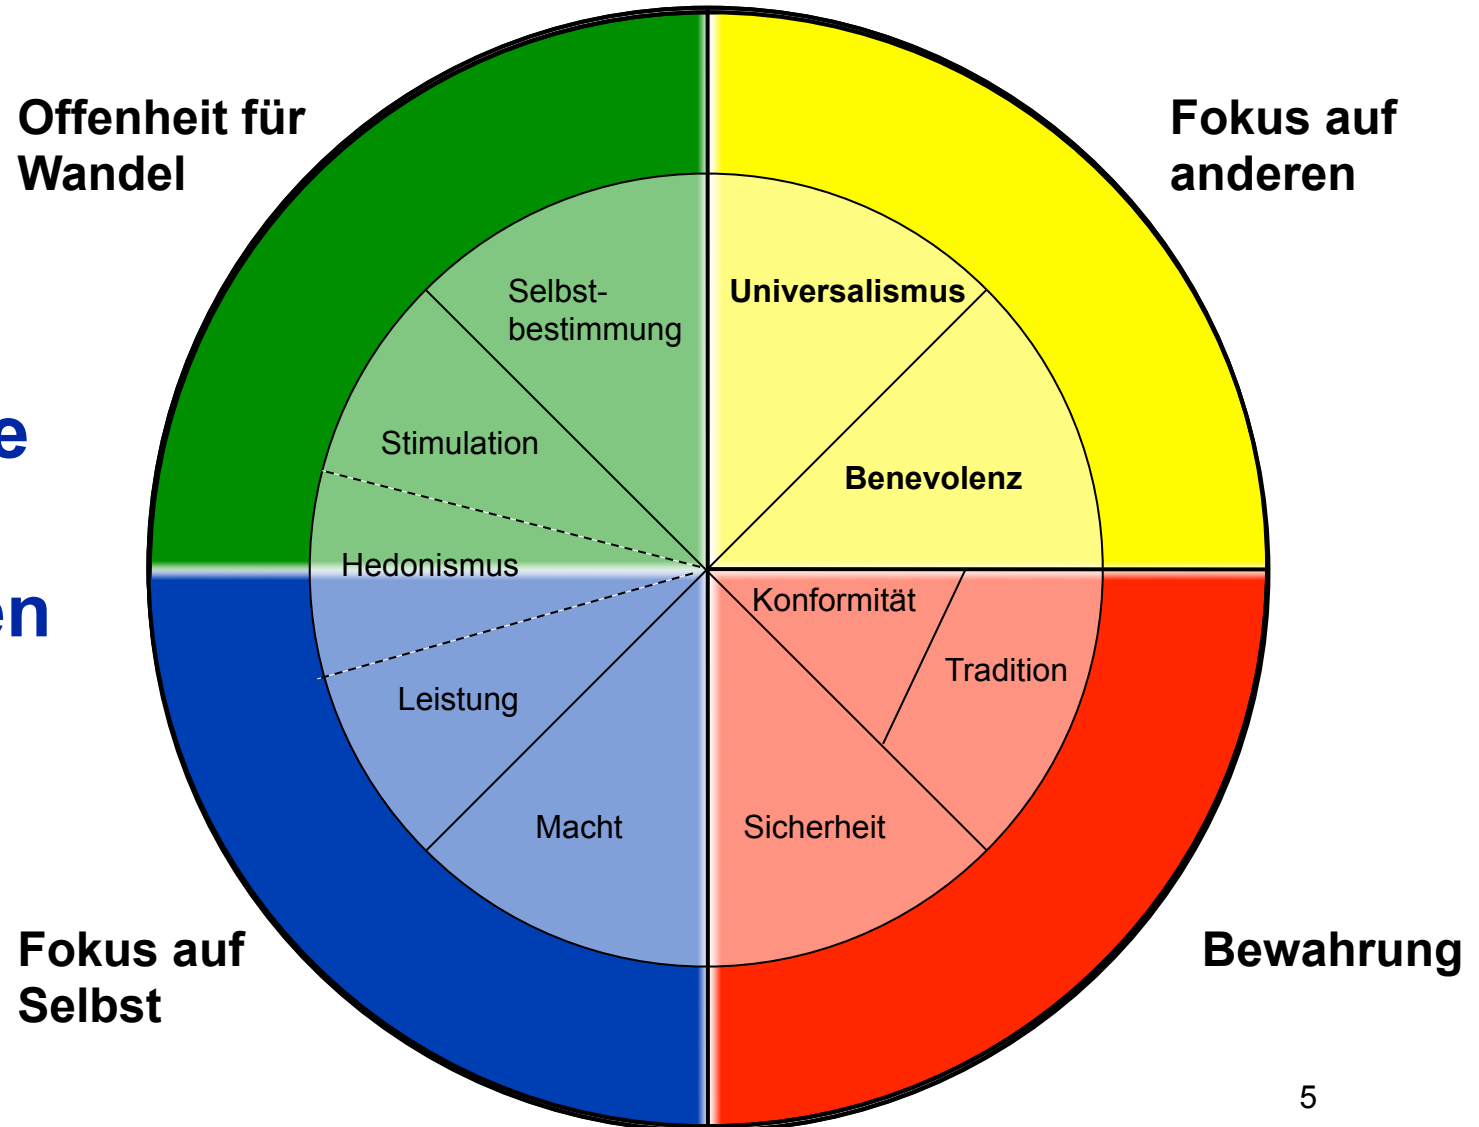 Offenheit für
Wandel
Fokus auf
anderen
Selbst-
bestimmung
Universalismus
Stimulation
Benevolenz
Hedonismus
Konformität
Tradition
Leistung
Macht
Sicherheit
Fokus auf
Selbst
Bewahrung
5